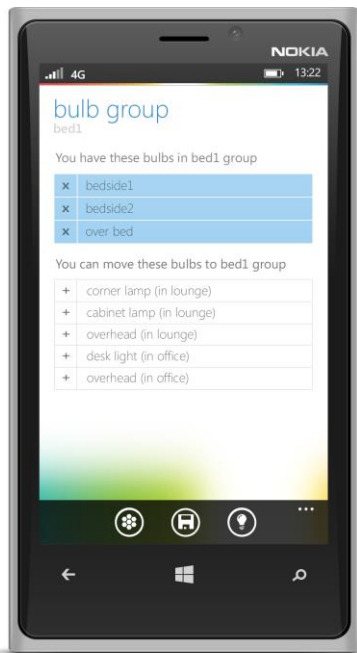 NOKIA
4G 13:22
bulb group
bed1
You have these bulbs in bed1 group
x bedside1
x bedside2
x over bed
You can move these bulbs to bed1 group
+ corner lamp (in lounge)
+ cabinet lamp (in lounge)
+ overhead (in lounge)
+ desk light (in office)
+ overhead (in office)
...